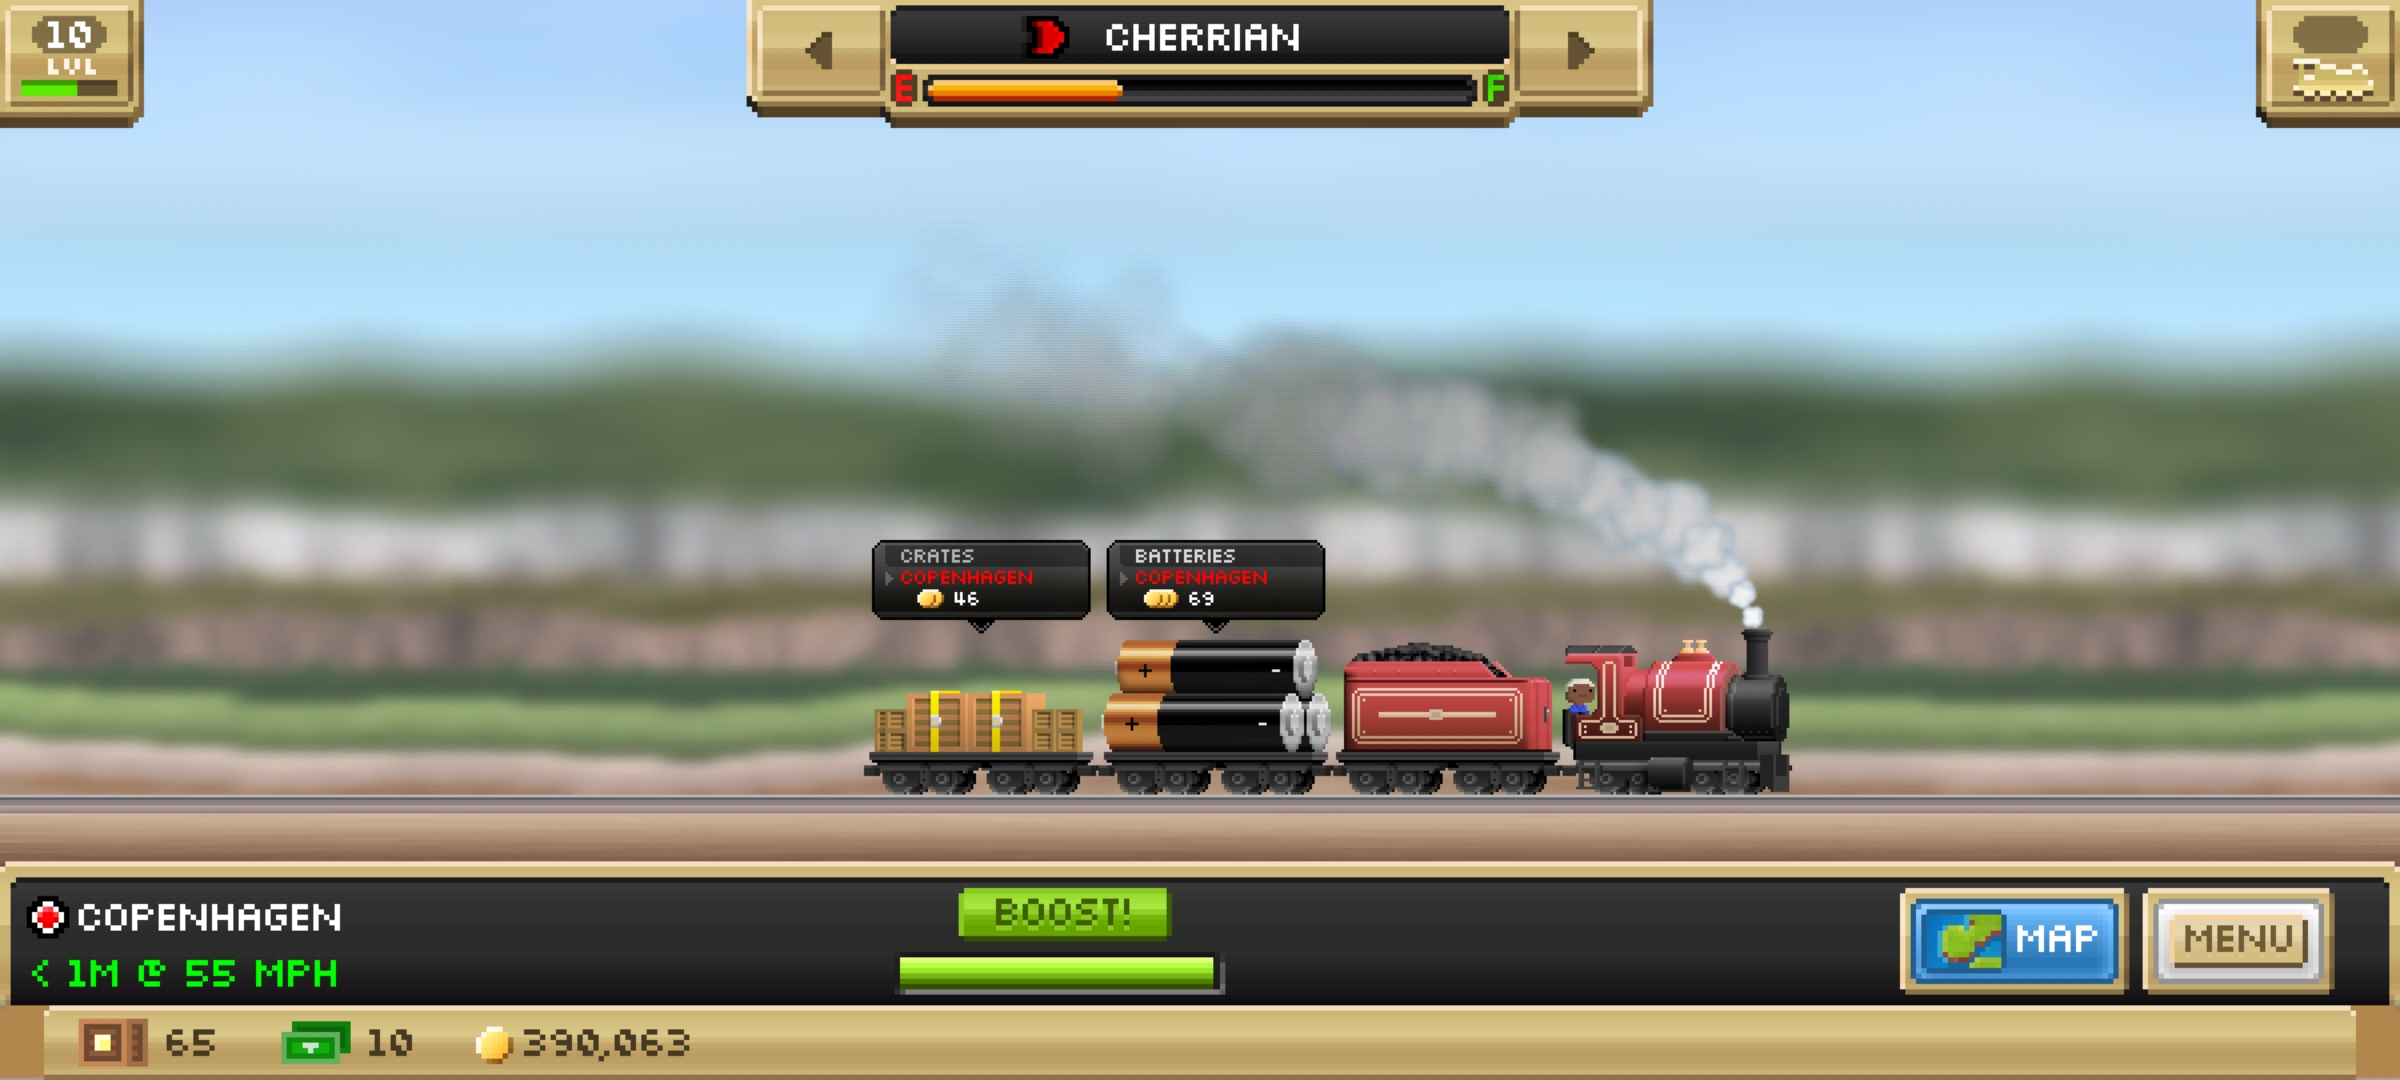 10
LVL
CHERRIAN
E F
CRATES
COPENHAGEN
46
BATTERIES
COPENHAGEN
69
+ -
+ -
COPENHAGEN
< 1M @ 55 MPH
BOOST!
MAP
MENU
65
10
390,063